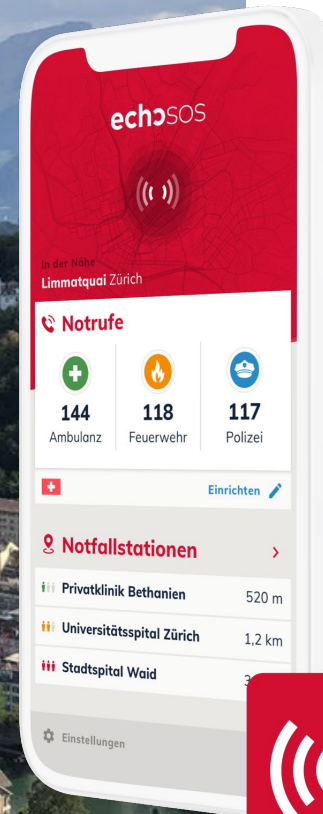 echosos
In der Nähe
Limmatquai Zürich
Notrufe
144 118 117
Ambulanz Feuerwehr Polizei
Einrichten
Notfallstationen
Privatklinik Bethanien 520 m
Universitätsspital Zürich 1,2 km
Stadtspital Waid
Einstellungen